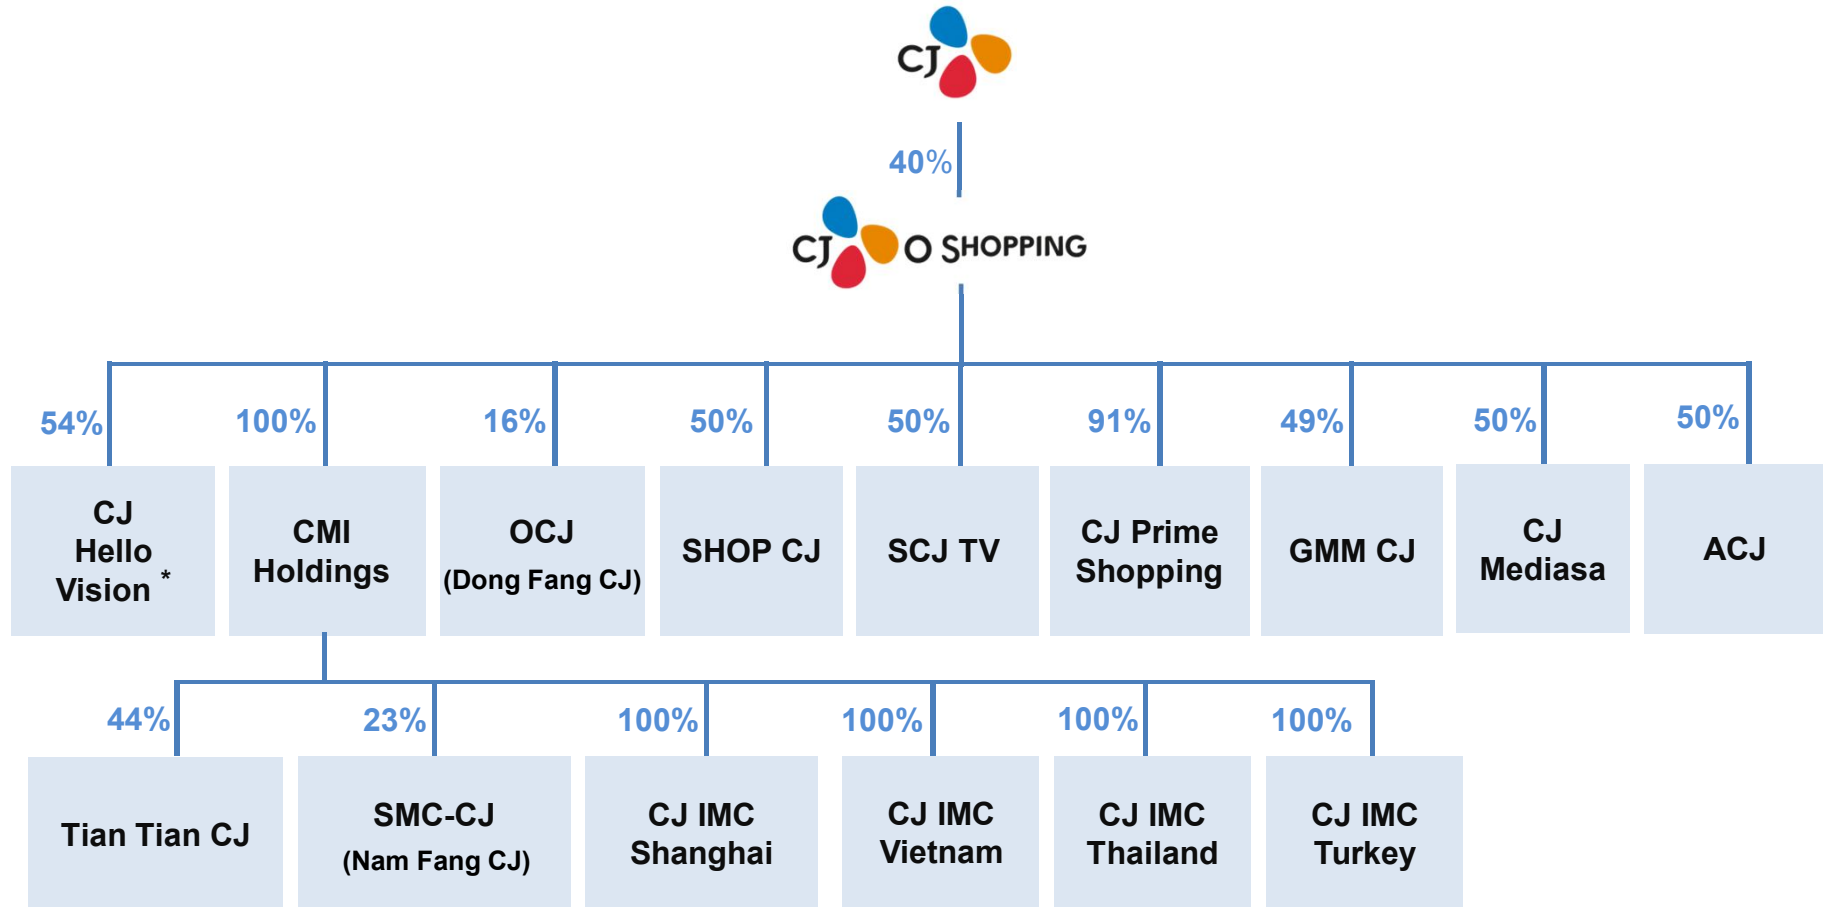 CJ
40%
CJ O SHOPPING
54%
100%
16%
50%
50%
91%
49%
50%
50%
CJ
Hello
Vision *
CMI
Holdings
OCJ
(Dong Fang CJ)
SHOP CJ
SCJ TV
CJ Prime
Shopping
GMM CJ
CJ
Mediasa
ACJ
44%
23%
100%
100%
100%
100%
Tian Tian CJ
SMC-CJ
(Nam Fang CJ)
CJ IMC
Shanghai
CJ IMC
Vietnam
CJ IMC
Thailand
CJ IMC
Turkey